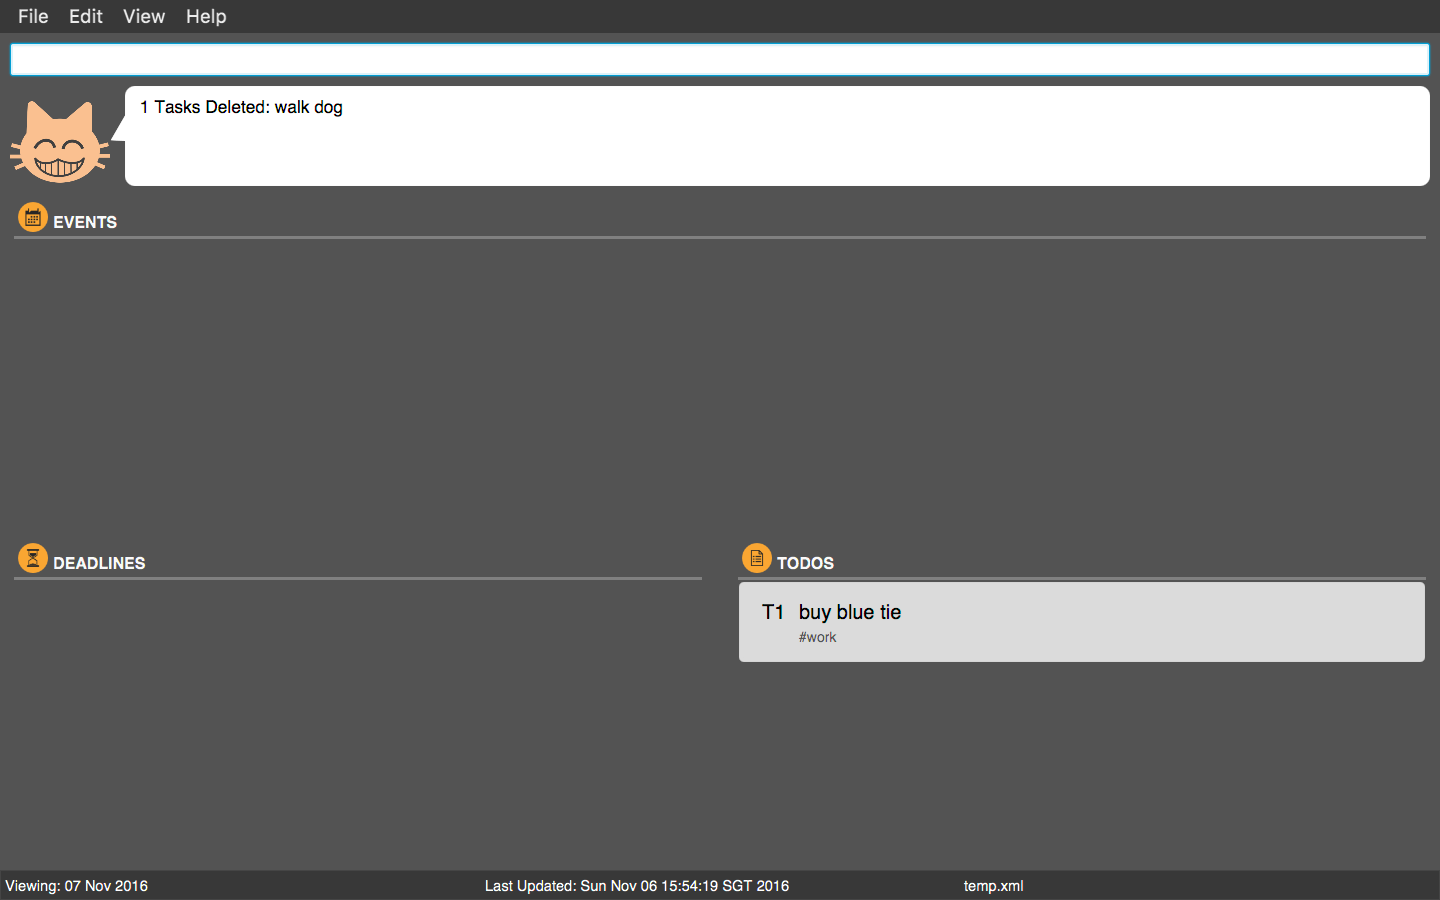 File Edit View Help
1 Tasks Deleted: walk dog
EVENTS
DEADLINES
TODOS
T1 buy blue tie
#work
Viewing: 07 Nov 2016 Last Updated: Sun Nov 06 15:54:19 SGT 2016 temp.xml